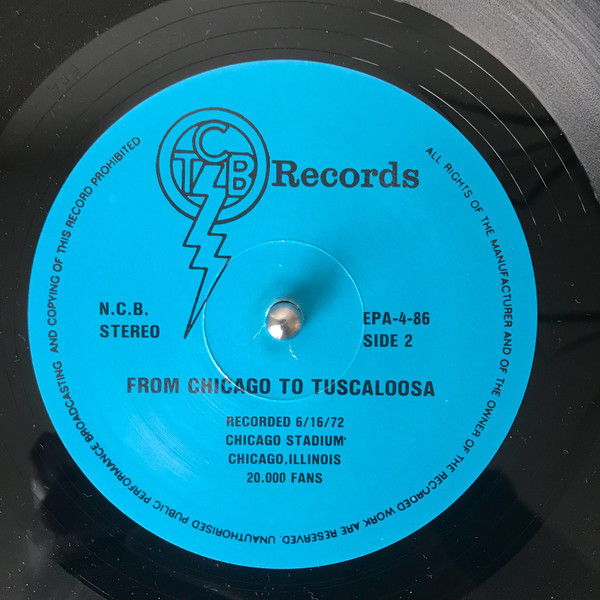 TCB
Records
N.C.B.
STEREO
EPA-4-86
SIDE 2
FROM CHICAGO TO TUSCALOOSA
RECORDED 6/16/72
CHICAGO STADIUM
CHICAGO,ILLINOIS
20.000 FANS
ALL RIGHTS OF THE MANUFACTURER AND OF THE OWNER OF THE RECORDED WORK ARE RESERVED. UNAUTHORISED PUBLIC PERFORMANCE BROADCASTING AND COPYING OF THIS RECORD PROHIBITED